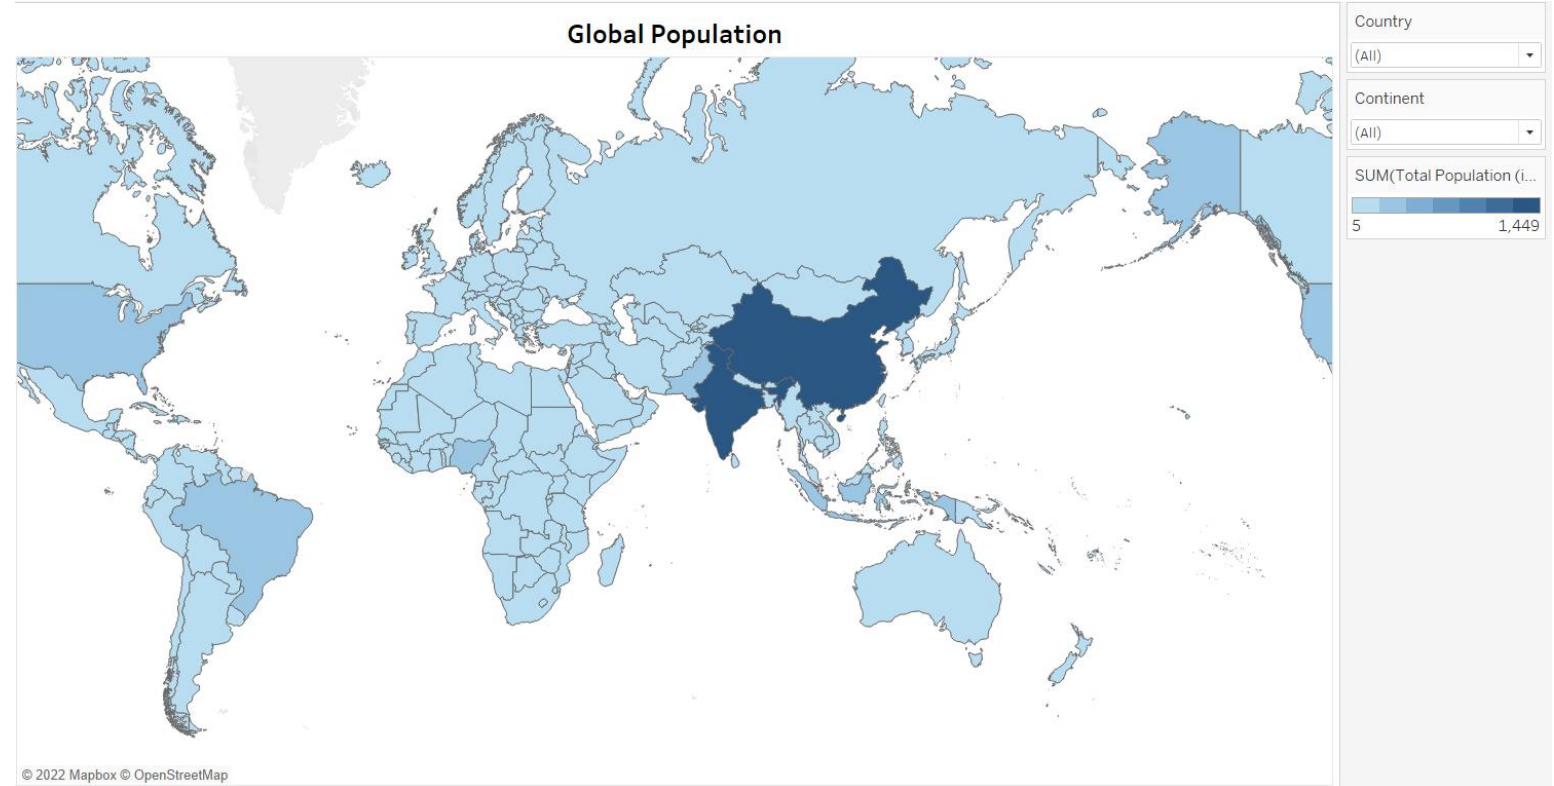 Global Population
Country
(All)
Continent
(All)
SUM(Total Population (i...
5 1,449
© 2022 Mapbox © OpenStreetMap